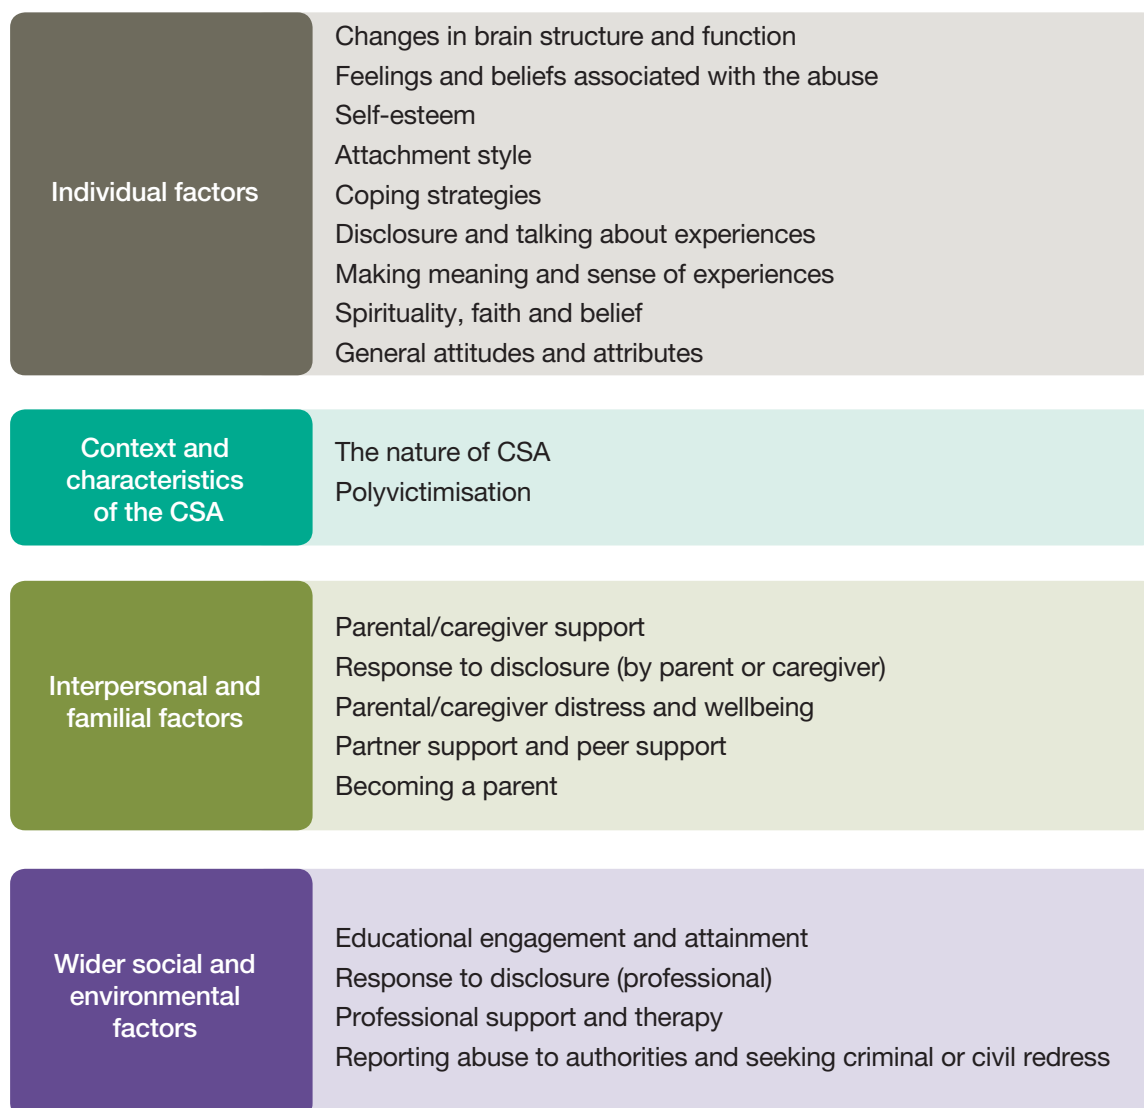 Individual factors
Changes in brain structure and function
Feelings and beliefs associated with the abuse
Self-esteem
Attachment style
Coping strategies
Disclosure and talking about experiences
Making meaning and sense of experiences
Spirituality, faith and belief
General attitudes and attributes
Context and
characteristics
of the CSA
The nature of CSA
Polyvictimisation
Interpersonal and
familial factors
Parental/caregiver support
Response to disclosure (by parent or caregiver)
Parental/caregiver distress and wellbeing
Partner support and peer support
Becoming a parent
Wider social and
environmental
factors
Educational engagement and attainment
Response to disclosure (professional)
Professional support and therapy
Reporting abuse to authorities and seeking criminal or civil redress